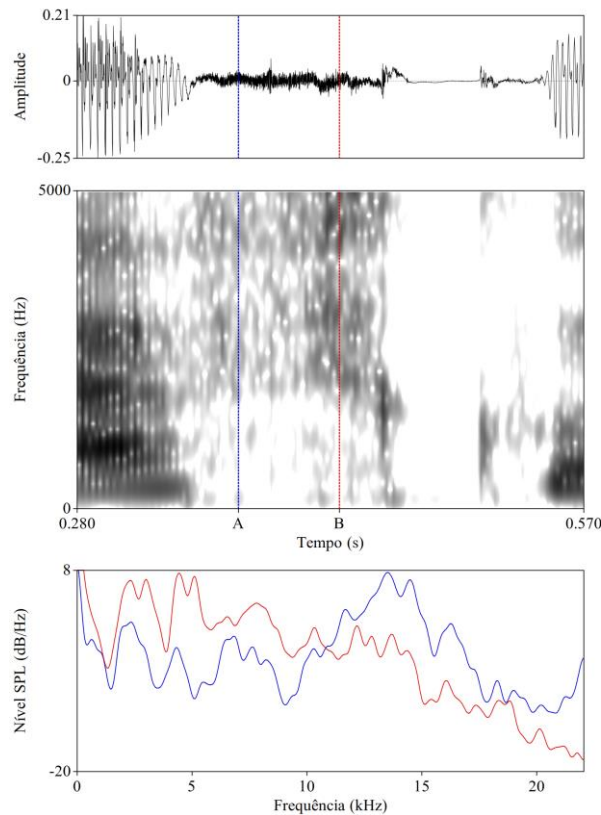 0.21
Amplitude
0
-0.25
5000
Frequência (Hz)
0
0.280
A
B
0.570
Tempo (s)
8
Nível SPL (dB/Hz)
-20
0
5
10
15
20
Frequência (kHz)